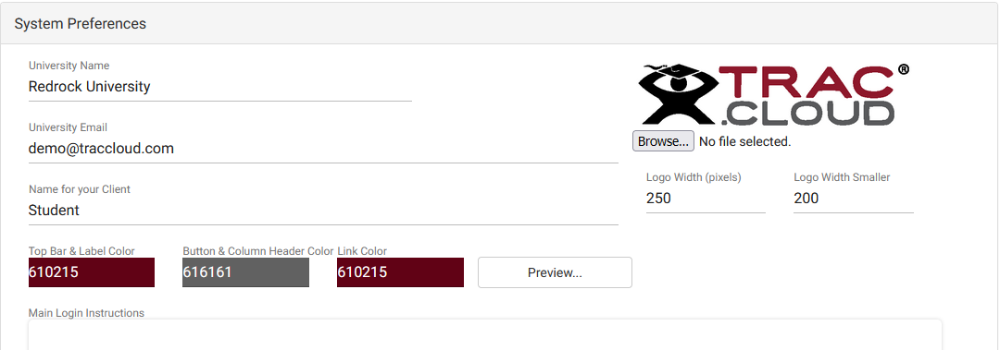 System Preferences
University Name
Redrock University
University Email
demo@traccloud.com
Name for your Client
Student
TRAC®
.CLOUD
Browse... No file selected.
Logo Width (pixels) Logo Width Smaller
250 200
Top Bar & Label Color Button & Column Header Color Link Color
610215 616161 610215 Preview...
Main Login Instructions